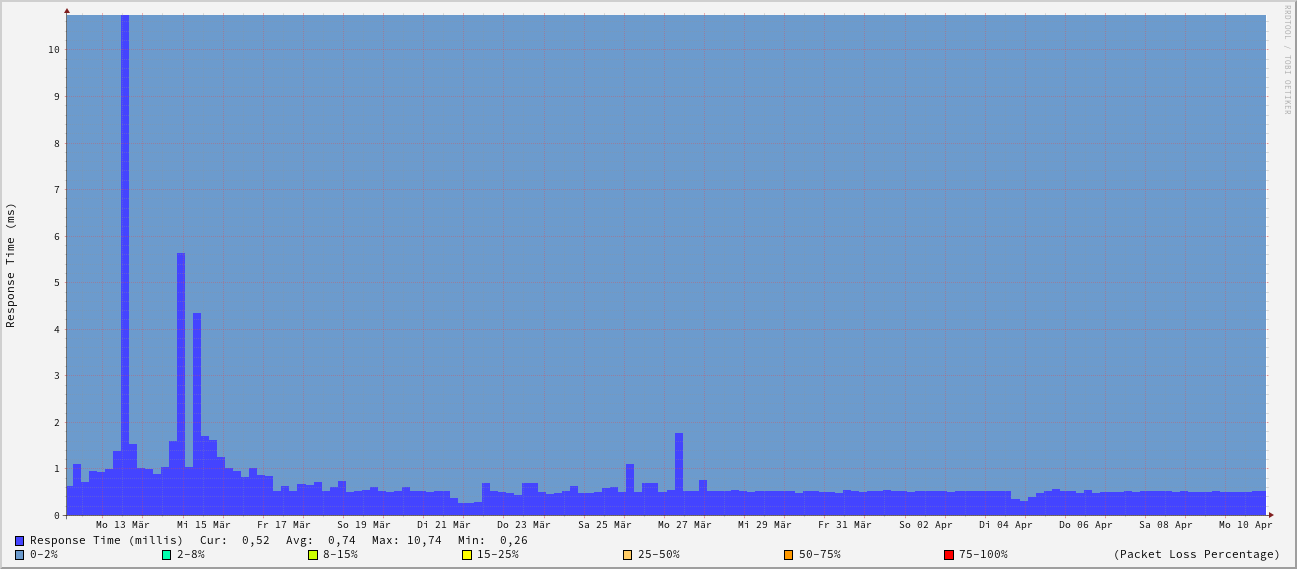 RRDTOOL / TOBI OETIKER
Response Time (ms)
10
9
8
7
6
5
4
3
2
1
0
Mo 13 Mär Mi 15 Mär Fr 17 Mär So 19 Mär Di 21 Mär Do 23 Mär Sa 25 Mär Mo 27 Mär Mi 29 Mär Fr 31 Mär So 02 Apr Di 04 Apr Do 06 Apr Sa 08 Apr Mo 10 Apr
Response Time (millis) Cur: 0,52 Avg: 0,74 Max: 10,74 Min: 0,26
0-2% 2-8% 8-15% 15-25% 25-50% 50-75% 75-100% (Packet Loss Percentage)